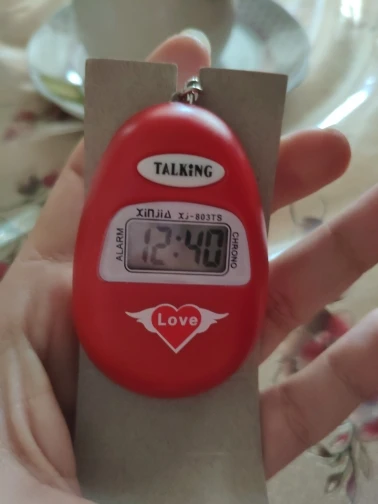 TALKiNG
XiNJiA XJ-803TS
ALARM
12:40
CHRONO
Love